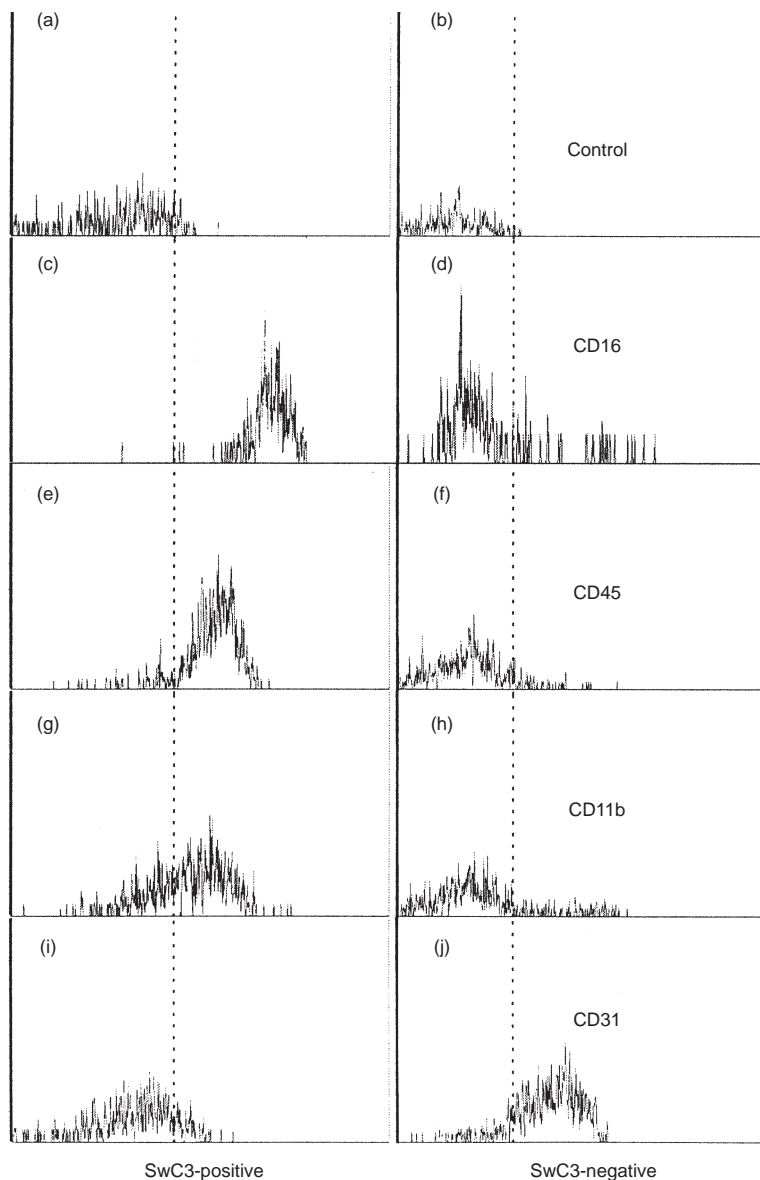 (a)
(b)
Control
(c)
(d)
CD16
(e)
(f)
CD45
(g)
(h)
CD11b
(i)
(j)
CD31
SwC3-positive
SwC3-negative